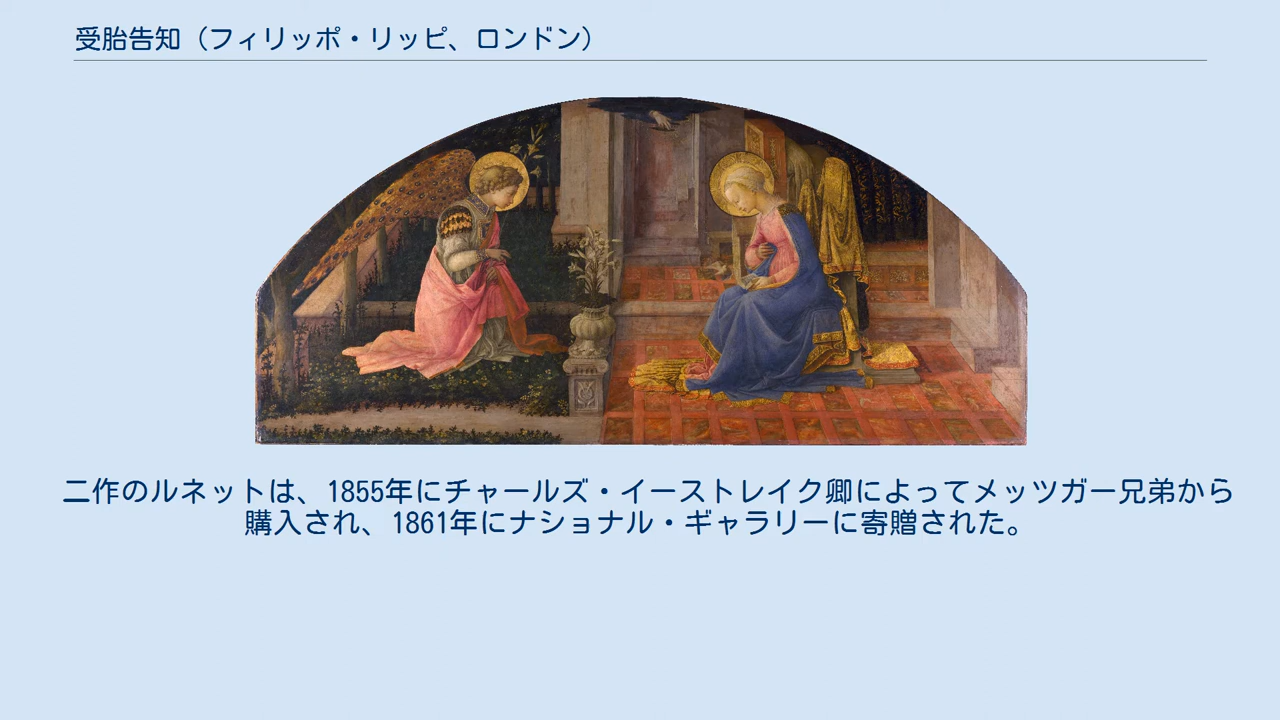 受胎告知（フィリッポ・リッピ、ロンドン）
二作のルネットは、1855年にチャールズ・イーストレイク卿によってメッツガー兄弟から
購入され、1861年にナショナル・ギャラリーに寄贈された。